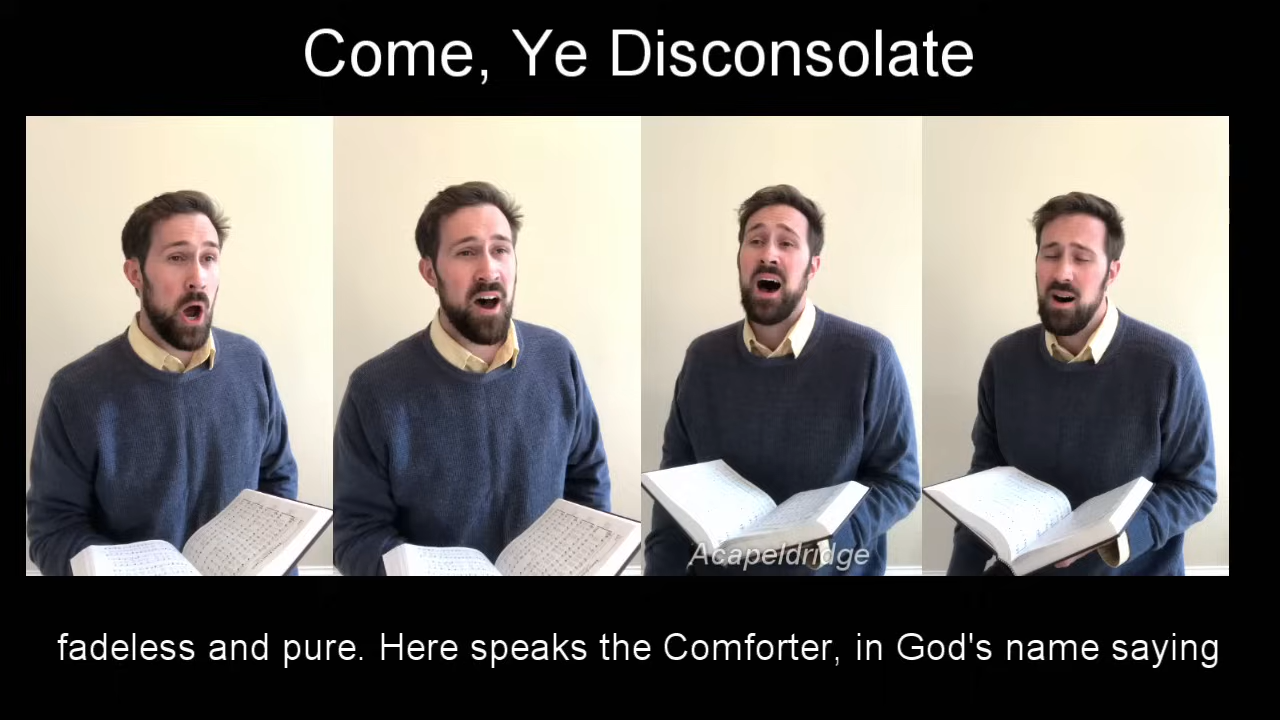 Come, Ye Disconsolate
Acapeldridge
fadeless and pure. Here speaks the Comforter, in God's name saying